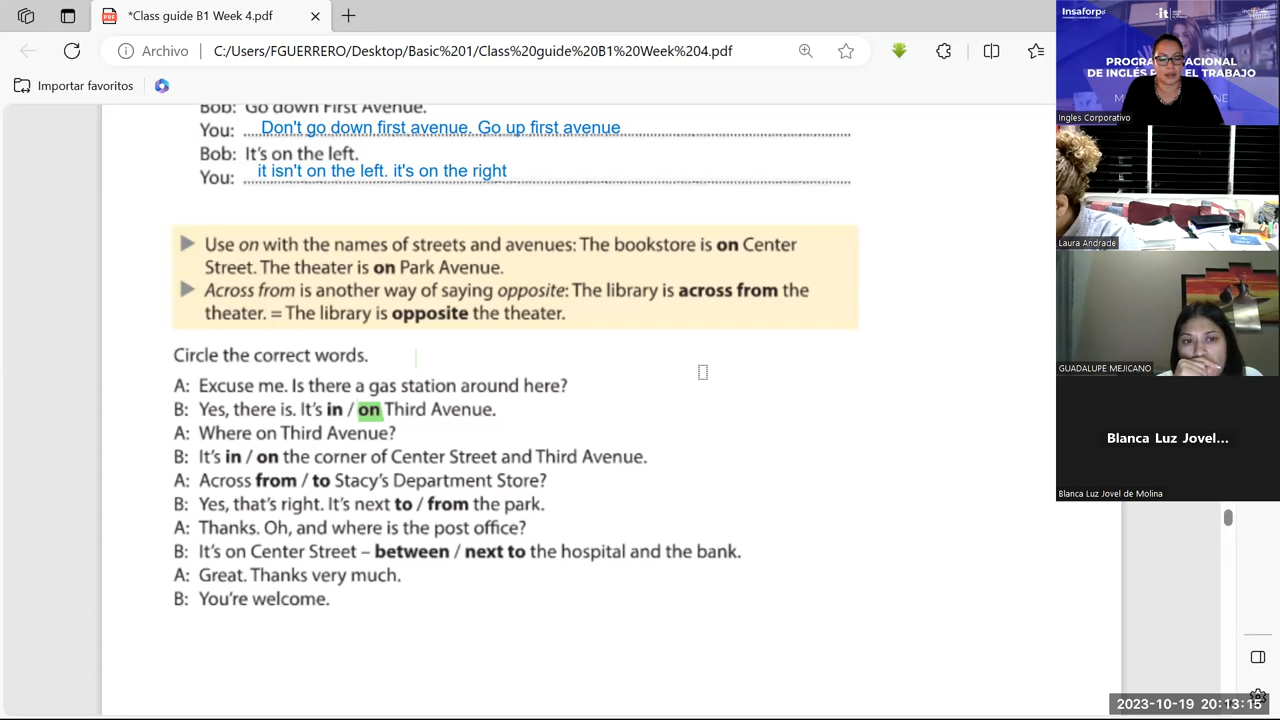 *Class guide B1 Week 4.pdf
Archivo
C:/Users/FGUERRERO/Desktop/Basic%201/Class%20guide%20B1%20Week%204.pdf
Importar favoritos
Bob: Go down First Avenue.
You: Don't go down first avenue. Go up first avenue
Bob: It's on the left.
You: it isn't on the left. it's on the right
Use on with the names of streets and avenues: The bookstore is on Center
Street. The theater is on Park Avenue.
Across from is another way of saying opposite: The library is across from the
theater. = The library is opposite the theater.
Circle the correct words.
A: Excuse me. Is there a gas station around here?
B: Yes, there is. It's in / on Third Avenue.
A: Where on Third Avenue?
B: It's in / on the corner of Center Street and Third Avenue.
A: Across from / to Stacy's Department Store?
B: Yes, that's right. It's next to / from the park.
A: Thanks. Oh, and where is the post office?
B: It's on Center Street – between / next to the hospital and the bank.
A: Great. Thanks very much.
B: You're welcome.
Insaforp
it
Ingles Corporativo
Laura Andrade
GUADALUPE MEJICANO
Blanca Luz Jovel...
Blanca Luz Jovel de Molina
2023-10-19 20:13:15